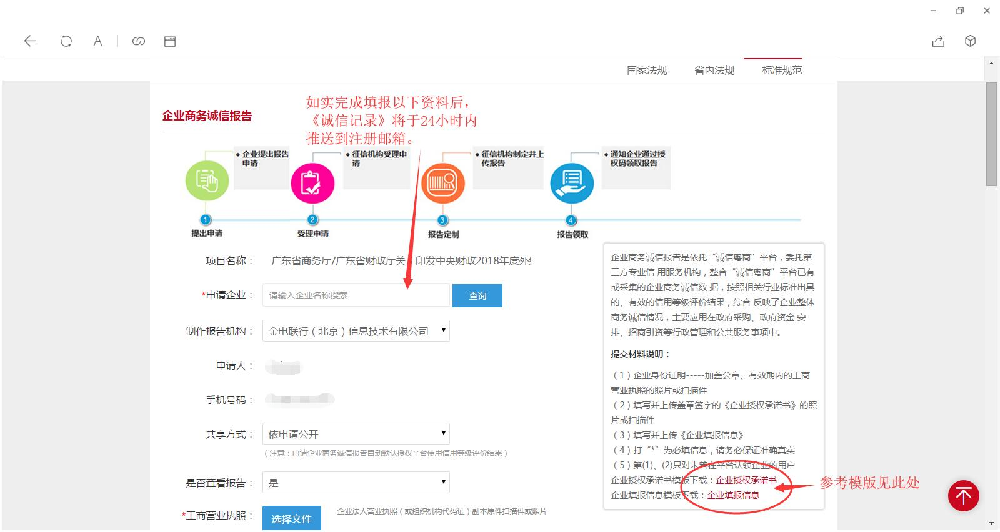 国家法规 省内法规 标准规范
如实完成填报以下资料后，
《诚信记录》将于24小时内
推送到注册邮箱。
企业商务诚信报告
• 企业提出报告
申请
• 征信机构受理申
请
• 征信机构制定并上
传报告
• 通知企业通过授
权码领取报告
1 2 3 4
提出申请 受理申请 报告定制 报告领取
项目名称： 广东省商务厅/广东省财政厅关于印发中央财政2018年度外经
*申请企业： 请输入企业名称搜索 查询
制作报告机构： 金电联行（北京）信息技术有限公司
申请人：
手机号码：
共享方式： 依申请公开
（注意：申请企业商务诚信报告自动默认授权平台使用信用等级评价结果）
是否查看报告： 是
*工商营业执照： 选择文件 企业法人营业执照（或组织机构代码证）副本原件扫描件或照片
企业商务诚信报告是依托“诚信粤商”平台，委托第
三方专业信 用服务机构，整合“诚信粤商”平台已有
或采集的企业商务诚信数 据，按照相关行业标准出具
的、有效的信用等级评价结果，综合 反映了企业整体
商务诚信情况，主要应用在政府采购、政府资金 安
排、招商引资等行政管理和公共服务事项中。
提交材料说明：
（1）企业身份证明-----加盖公章、有效期内的工商
营业执照的照片或扫描件
（2）填写并上传盖章签字的《企业授权承诺书》的照
片或扫描件
（3）填写并上传《企业填报信息》
（4）打“*”为必填信息，请务必保证准确真实
（5）第(1)、(2)只对未曾在平台认领企业的用户
企业授权承诺书模板下载：企业授权承诺书
企业填报信息模板下载：企业填报信息
参考模版见此处